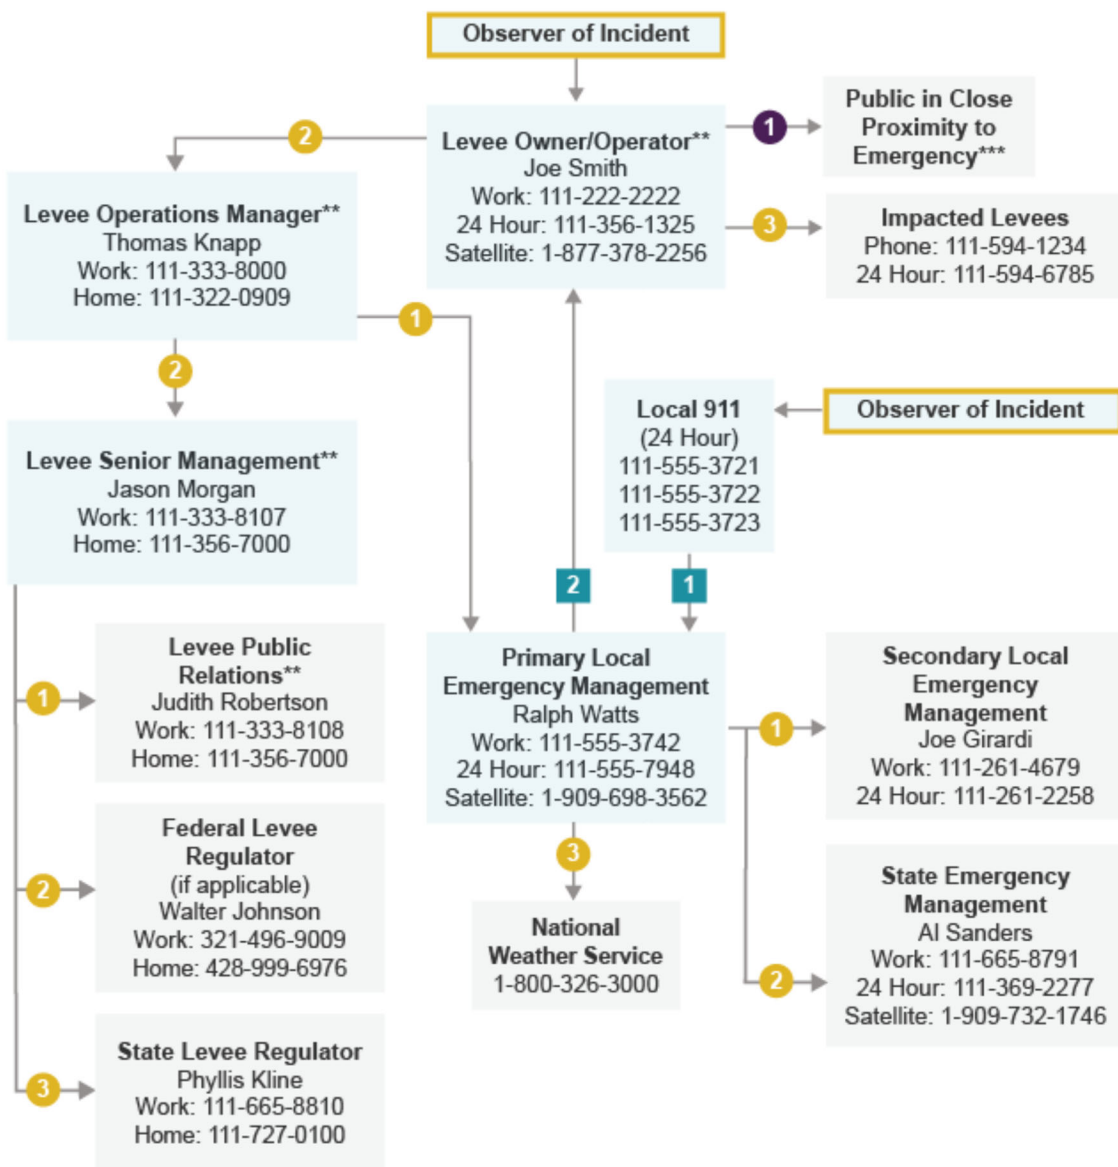 Observer of Incident
Levee Owner/Operator**
Joe Smith
Work: 111-222-2222
24 Hour: 111-356-1325
Satellite: 1-877-378-2256
1
Public in Close
Proximity to
Emergency***
2
Levee Operations Manager**
Thomas Knapp
Work: 111-333-8000
Home: 111-322-0909
3
Impacted Levees
Phone: 111-594-1234
24 Hour: 111-594-6785
1
2
Local 911
(24 Hour)
111-555-3721
111-555-3722
111-555-3723
Observer of Incident
Levee Senior Management**
Jason Morgan
Work: 111-333-8107
Home: 111-356-7000
2
1
Levee Public
Relations**
Judith Robertson
Work: 111-333-8108
Home: 111-356-7000
1
Primary Local
Emergency Management
Ralph Watts
Work: 111-555-3742
24 Hour: 111-555-7948
Satellite: 1-909-698-3562
1
Secondary Local
Emergency
Management
Joe Girardi
Work: 111-261-4679
24 Hour: 111-261-2258
2
Federal Levee
Regulator
(if applicable)
Walter Johnson
Work: 321-496-9009
Home: 428-999-6976
3
National
Weather Service
1-800-326-3000
2
State Emergency
Management
Al Sanders
Work: 111-665-8791
24 Hour: 111-369-2277
Satellite: 1-909-732-1746
3
State Levee Regulator
Phyllis Kline
Work: 111-665-8810
Home: 111-727-0100